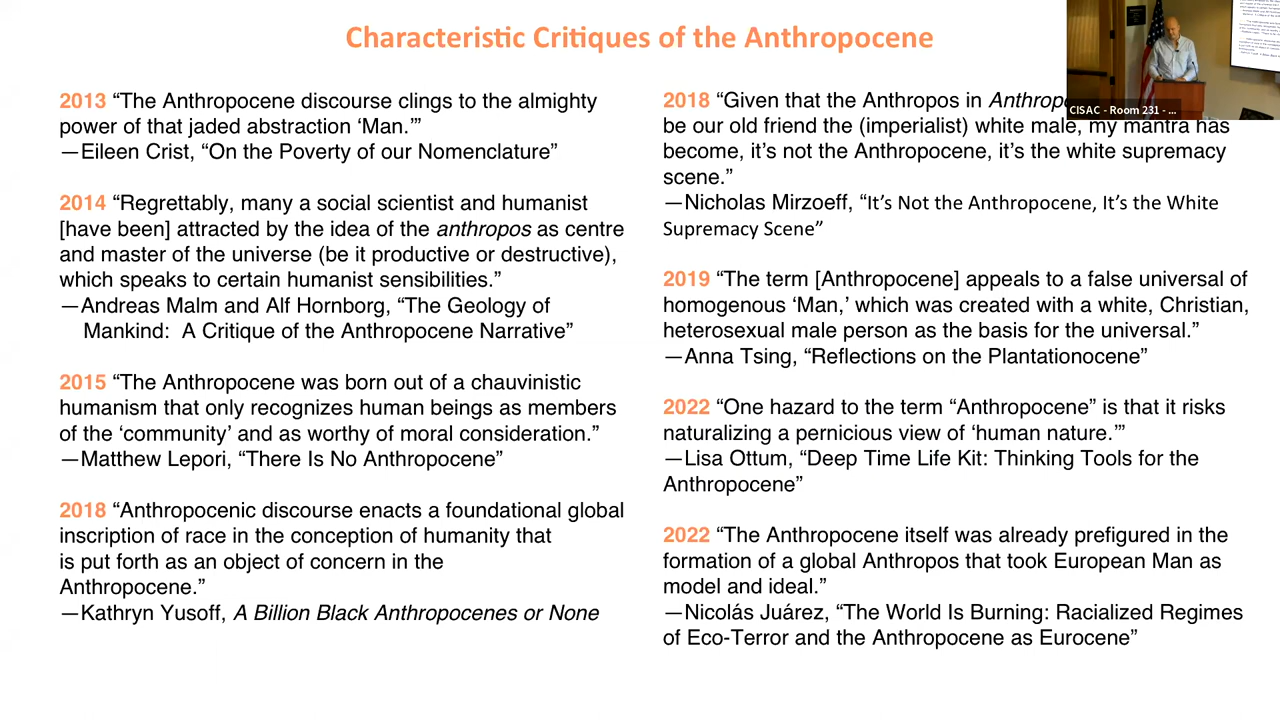 Characteristic Critiques of the Anthropocene
2013 “The Anthropocene discourse clings to the almighty
power of that jaded abstraction ‘Man.’”
—Eileen Crist, “On the Poverty of our Nomenclature”
2014 “Regrettably, many a social scientist and humanist
[have been] attracted by the idea of the anthropos as centre
and master of the universe (be it productive or destructive),
which speaks to certain humanist sensibilities.”
—Andreas Malm and Alf Hornborg, “The Geology of
Mankind: A Critique of the Anthropocene Narrative”
2015 “The Anthropocene was born out of a chauvinistic
humanism that only recognizes human beings as members
of the ‘community’ and as worthy of moral consideration.”
—Matthew Lepori, “There Is No Anthropocene”
2018 “Anthropocenic discourse enacts a foundational global
inscription of race in the conception of humanity that
is put forth as an object of concern in the
Anthropocene.”
—Kathryn Yusoff, A Billion Black Anthropocenes or None
2018 “Given that the Anthropos in
be our old friend the (imperialist) white male, my mantra has
become, it’s not the Anthropocene, it’s the white supremacy
scene.”
—Nicholas Mirzoeff, “It’s Not the Anthropocene, It’s the White
Supremacy Scene”
2019 “The term [Anthropocene] appeals to a false universal of
homogenous ‘Man,’ which was created with a white, Christian,
heterosexual male person as the basis for the universal.”
—Anna Tsing, “Reflections on the Plantationocene”
2022 “One hazard to the term “Anthropocene” is that it risks
naturalizing a pernicious view of ‘human nature.’”
—Lisa Ottum, “Deep Time Life Kit: Thinking Tools for the
Anthropocene”
2022 “The Anthropocene itself was already prefigured in the
formation of a global Anthropos that took European Man as
model and ideal.”
—Nicolás Juárez, “The World Is Burning: Racialized Regimes
of Eco-Terror and the Anthropocene as Eurocene”
CISAC - Room 231 - ...